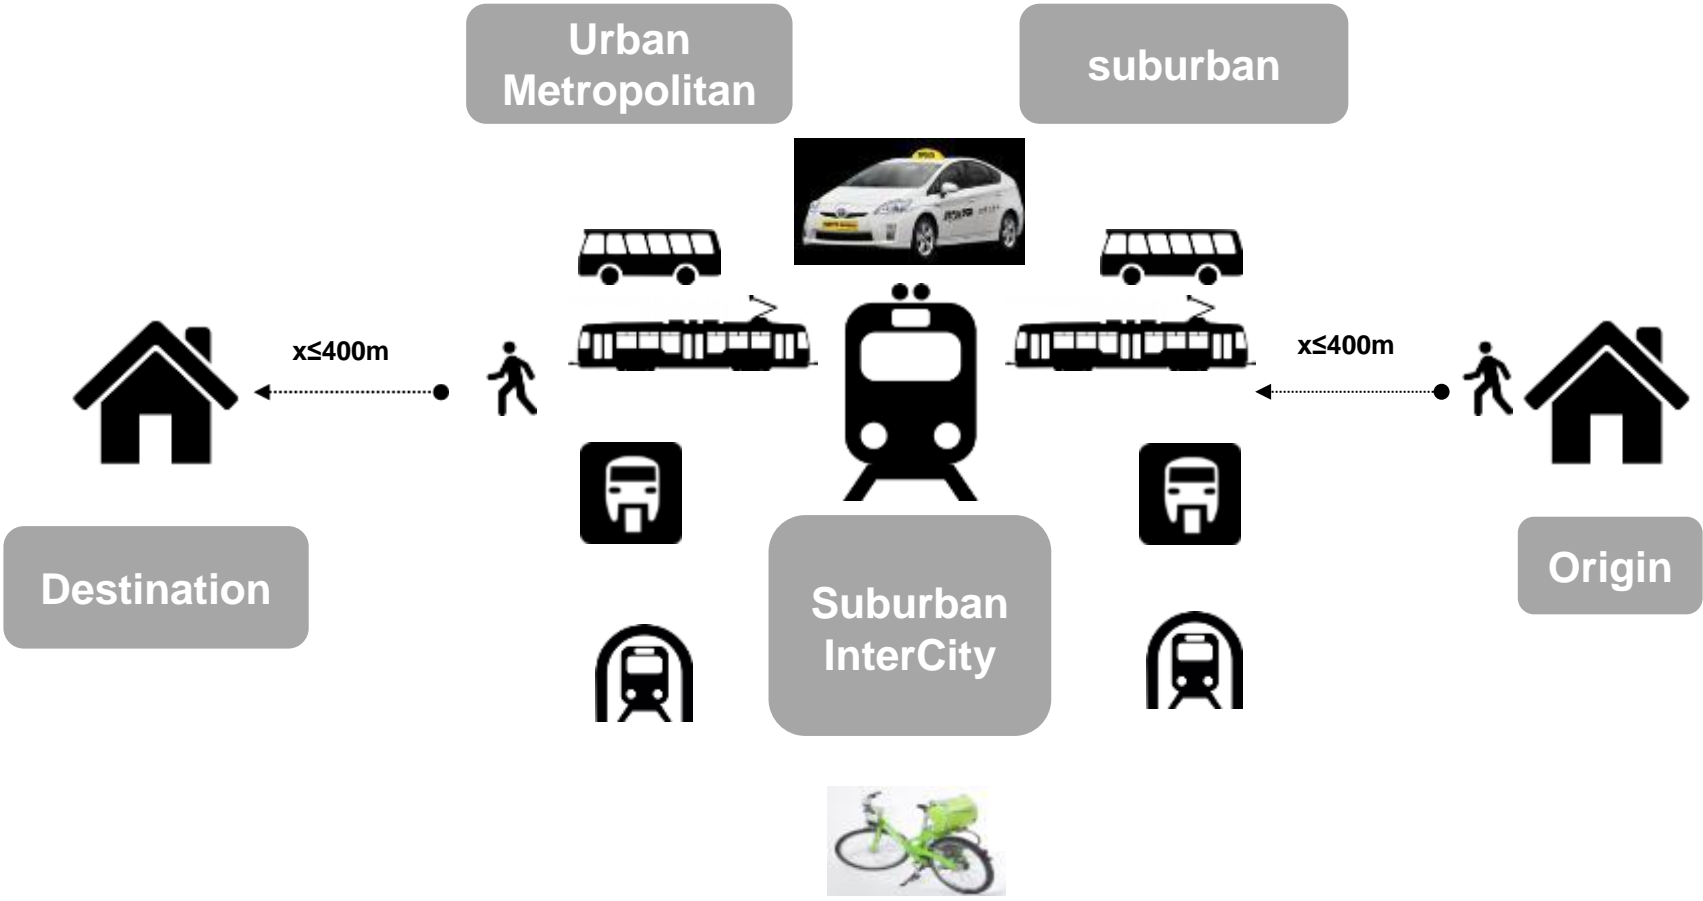 Urban
Metropolitan
suburban
x≤400m
x≤400m
Destination
Suburban
InterCity
Origin